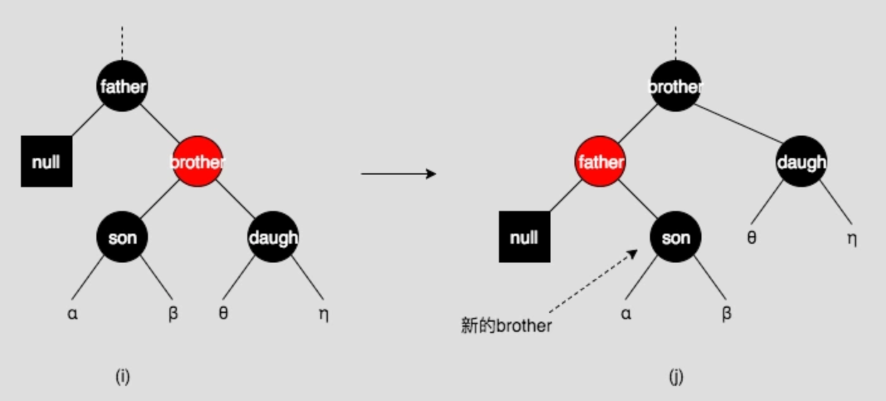 father
null
brother
son
daugh
α
β
θ
η
(i)
brother
father
daugh
null
son
θ
η
新的brother
α
β
(j)